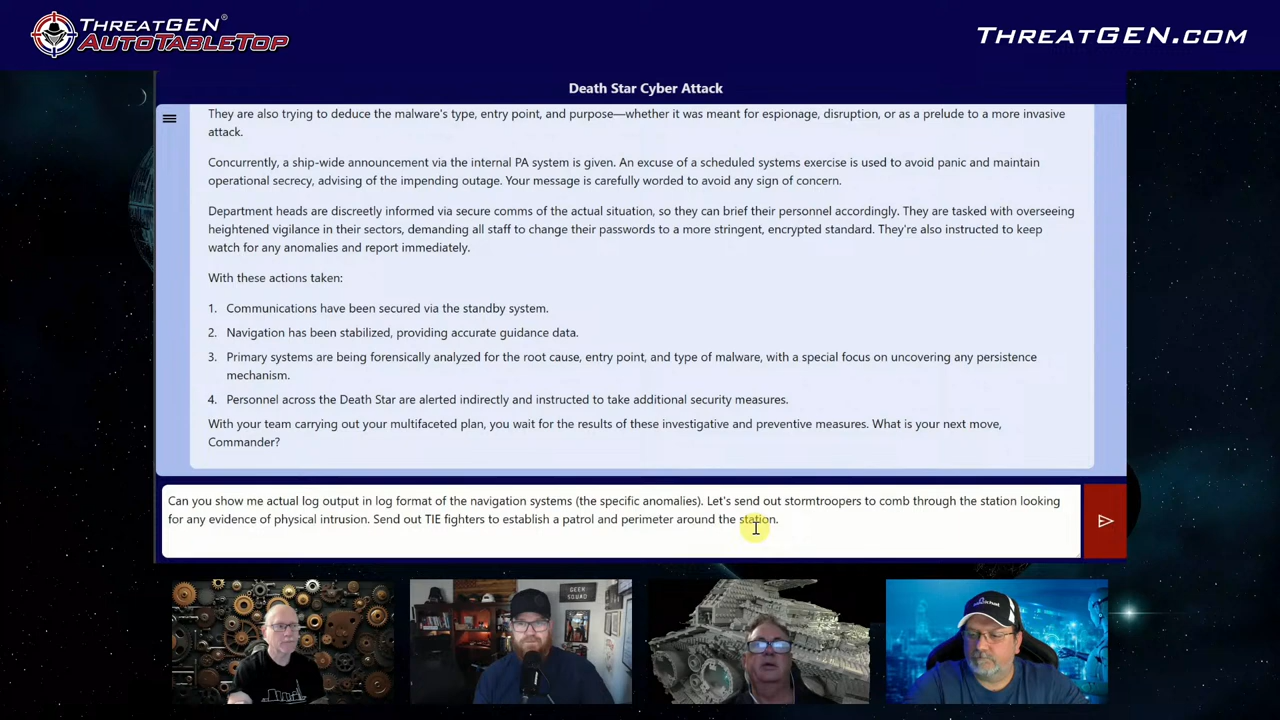 THREATGEN®
AUTOTABLETOP
THREATGEN.COM
Death Star Cyber Attack
They are also trying to deduce the malware's type, entry point, and purpose—whether it was meant for espionage, disruption, or as a prelude to a more invasive
attack.
Concurrently, a ship-wide announcement via the internal PA system is given. An excuse of a scheduled systems exercise is used to avoid panic and maintain
operational secrecy, advising of the impending outage. Your message is carefully worded to avoid any sign of concern.
Department heads are discreetly informed via secure comms of the actual situation, so they can brief their personnel accordingly. They are tasked with overseeing
heightened vigilance in their sectors, demanding all staff to change their passwords to a more stringent, encrypted standard. They're also instructed to keep
watch for any anomalies and report immediately.
With these actions taken:
1. Communications have been secured via the standby system.
2. Navigation has been stabilized, providing accurate guidance data.
3. Primary systems are being forensically analyzed for the root cause, entry point, and type of malware, with a special focus on uncovering any persistence
mechanism.
4. Personnel across the Death Star are alerted indirectly and instructed to take additional security measures.
With your team carrying out your multifaceted plan, you wait for the results of these investigative and preventive measures. What is your next move,
Commander?
Can you show me actual log output in log format of the navigation systems (the specific anomalies). Let's send out stormtroopers to comb through the station looking
for any evidence of physical intrusion. Send out TIE fighters to establish a patrol and perimeter around the station.
GEEK
SQUAD